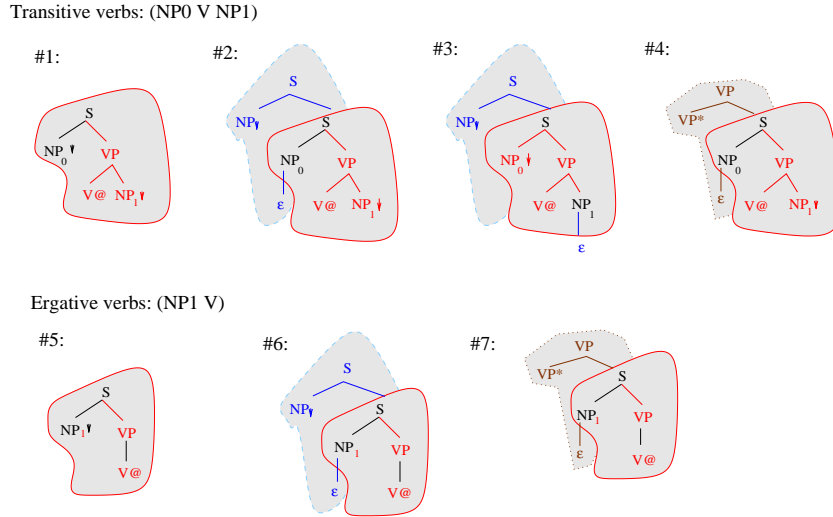 Transitive verbs: (NP0 V NP1)
#1: #2: #3: #4:
S
NP0↓ VP
V@ NP1↓
S
NP↓ S
NP0 VP
ε V@ NP1↓
S
NP↓ S
NP0↓ VP
V@ NP1
ε
VP
VP* S
NP0 VP
ε V@ NP1↓
Ergative verbs: (NP1 V)
#5: #6: #7:
S
NP1↓ VP
V@
S
NP↓ S
NP1 VP
ε V@
VP
VP* S
NP1 VP
ε V@